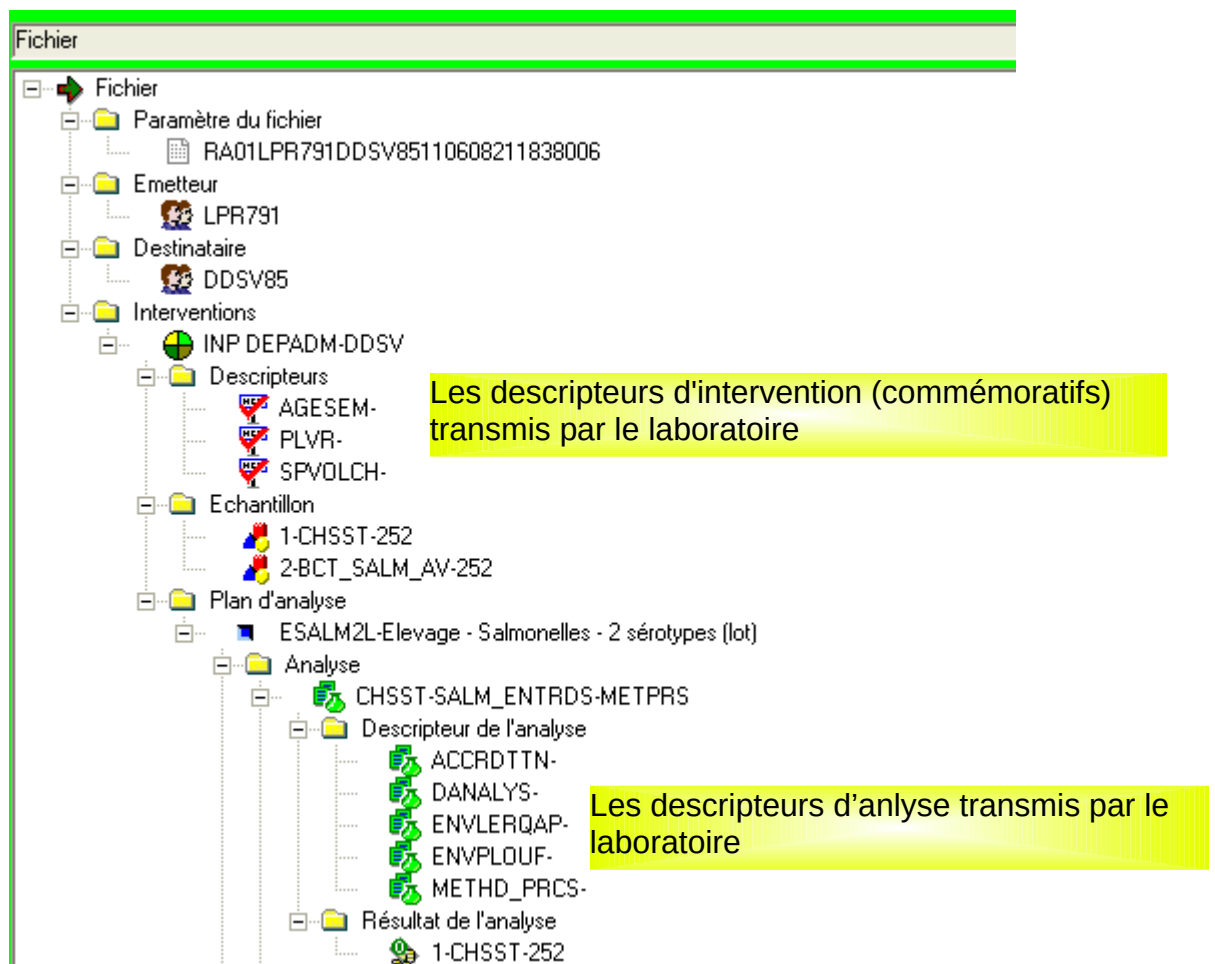 Fichier
Fichier
Paramètre du fichier
RA01LPR791DDSV85110608211838006
Emetteur
LPR791
Destinataire
DDSV85
Interventions
INP DEPADM-DDSV
Descripteurs
AGESEM-
PLVR-
SPVOLCH-
Les descripteurs d'intervention (commémoratifs)
transmis par le laboratoire
Echantillon
1-CHSST-252
2-BCT_SALM_AV-252
Plan d'analyse
ESALM2L-Elevage - Salmonelles - 2 sérotypes (lot)
Analyse
CHSST-SALM_ENTRDS-METPRS
Descripteur de l'analyse
ACCRDTTN-
DANALYS-
ENVLERQAP-
ENVPLOUF-
METHD_PRCS-
Les descripteurs d’anlyse transmis par le
laboratoire
Résultat de l'analyse
1-CHSST-252